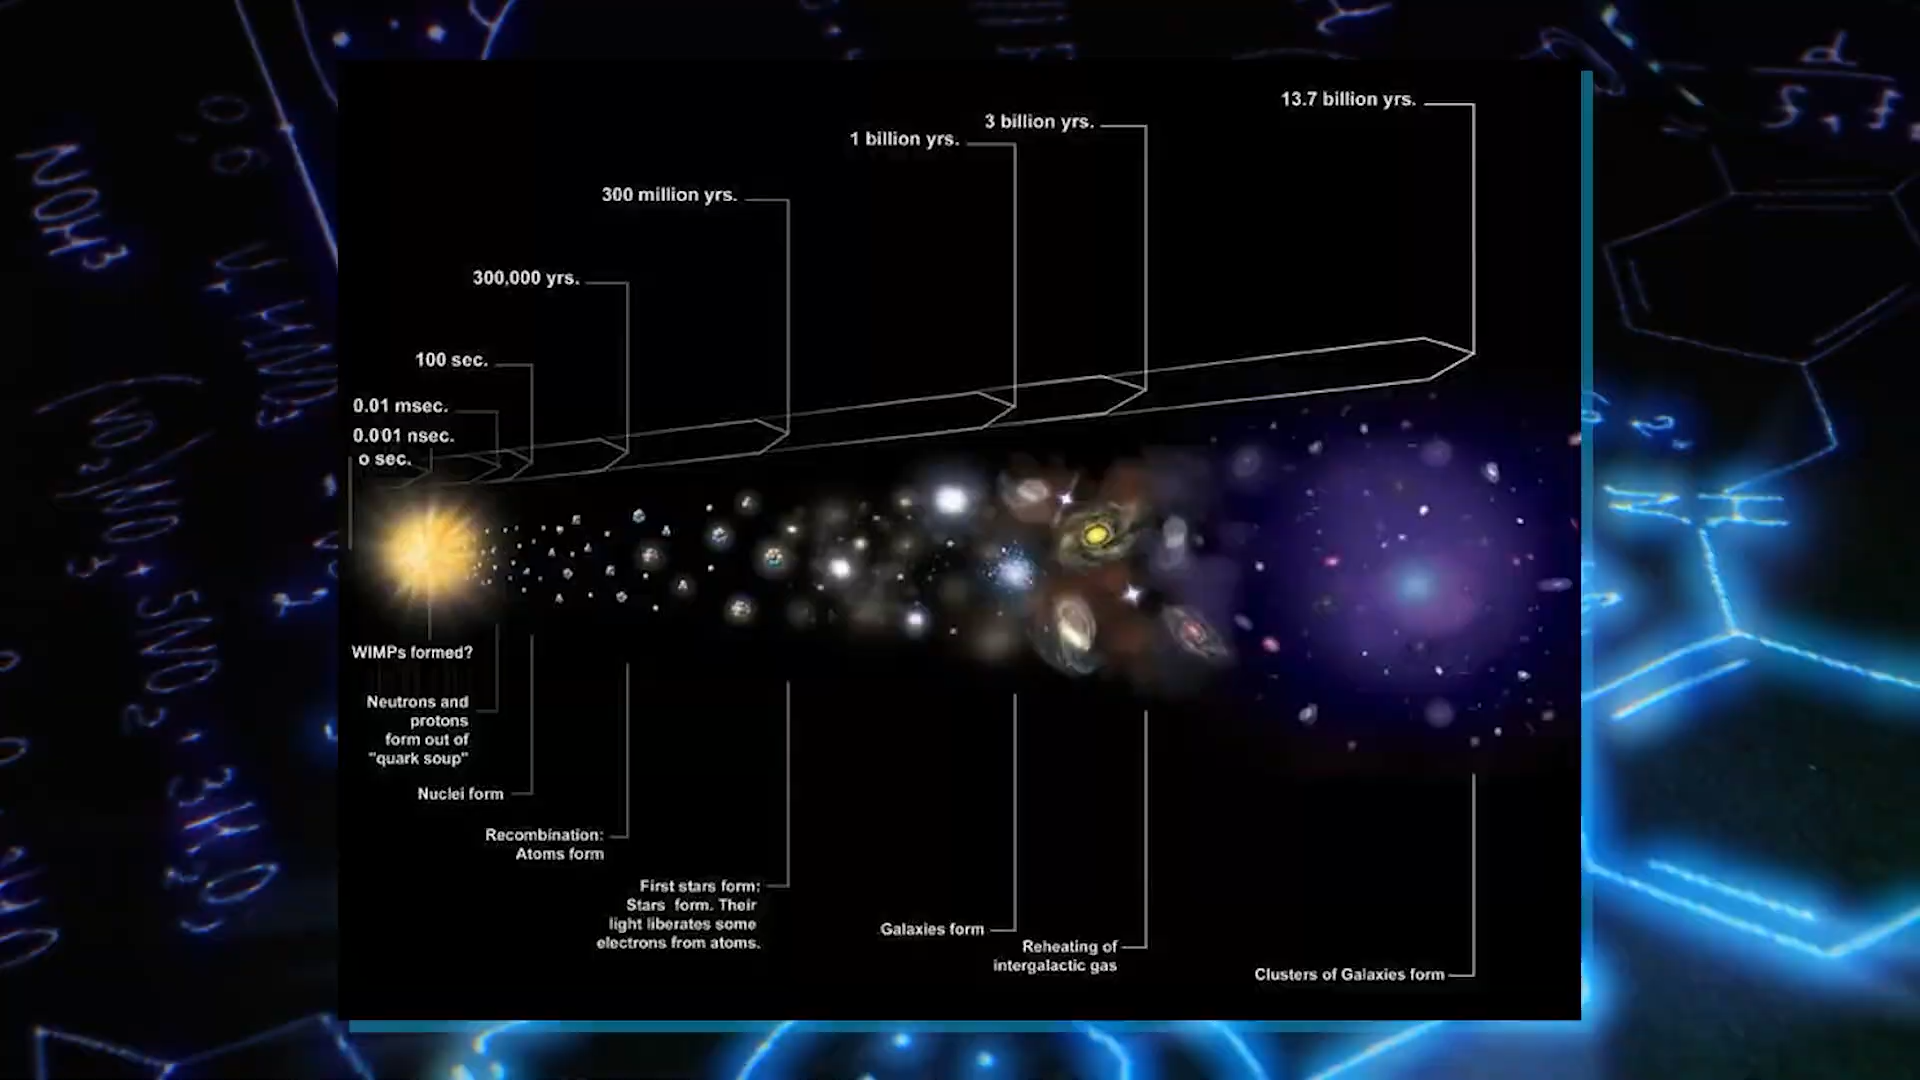 13.7 billion yrs.
3 billion yrs.
1 billion yrs.
300 million yrs.
300,000 yrs.
100 sec.
0.01 msec.
0.001 nsec.
o sec.
WIMPs formed?
Neutrons and
protons
form out of
"quark soup"
Nuclei form
Recombination:
Atoms form
First stars form:
Stars form. Their
light liberates some
electrons from atoms.
Galaxies form
Reheating of
intergalactic gas
Clusters of Galaxies form
NOH³